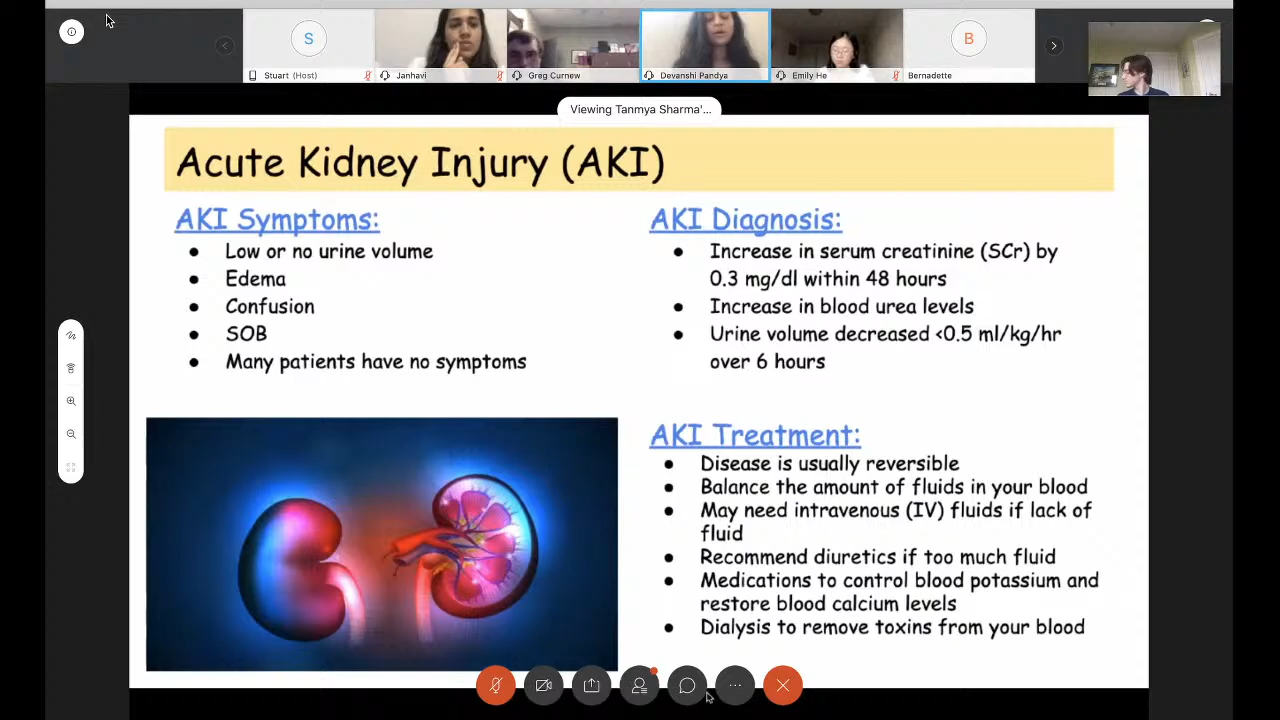 S
B
Stuart (Host)
Janhavi
Greg Curnew
Devanshi Pandya
Emily He
Bernadette
Viewing Tanmya Sharma'...
Acute Kidney Injury (AKI)
AKI Symptoms:
• Low or no urine volume
• Edema
• Confusion
• SOB
• Many patients have no symptoms
AKI Diagnosis:
• Increase in serum creatinine (SCr) by
0.3 mg/dl within 48 hours
• Increase in blood urea levels
• Urine volume decreased <0.5 ml/kg/hr
over 6 hours
AKI Treatment:
• Disease is usually reversible
• Balance the amount of fluids in your blood
• May need intravenous (IV) fluids if lack of
fluid
• Recommend diuretics if too much fluid
• Medications to control blood potassium and
restore blood calcium levels
• Dialysis to remove toxins from your blood